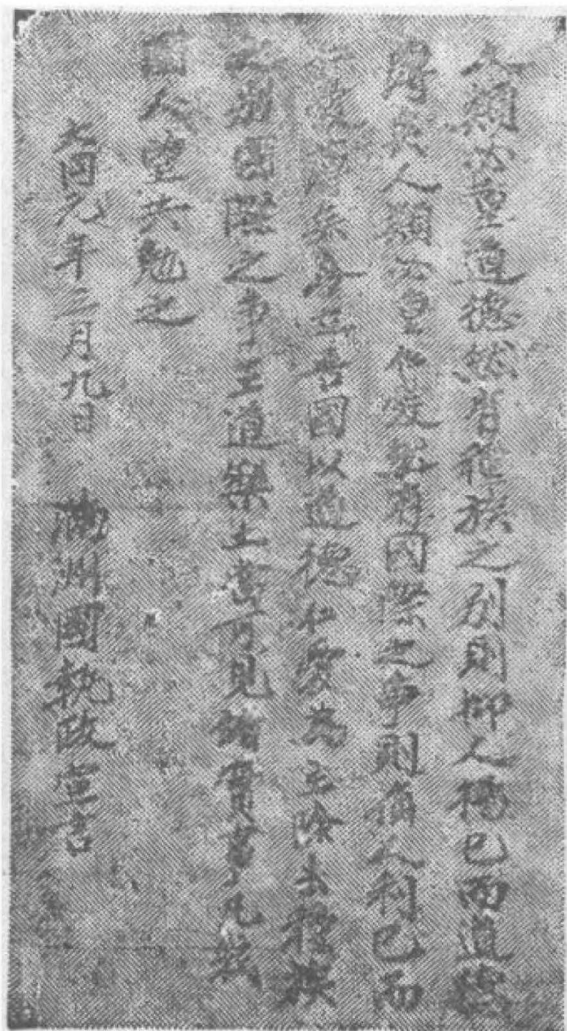 人類必重道德然有種族之別則抑人揚己而道德
薄矣人類必重仁愛然有國際之爭則損人利己而
仁愛薄矣今立吾國以道德仁愛為主除去種族
之別國際之爭王道樂土當可見諸實事凡我
國人望共勉之
大同元年三月九日 滿洲國執政宣言